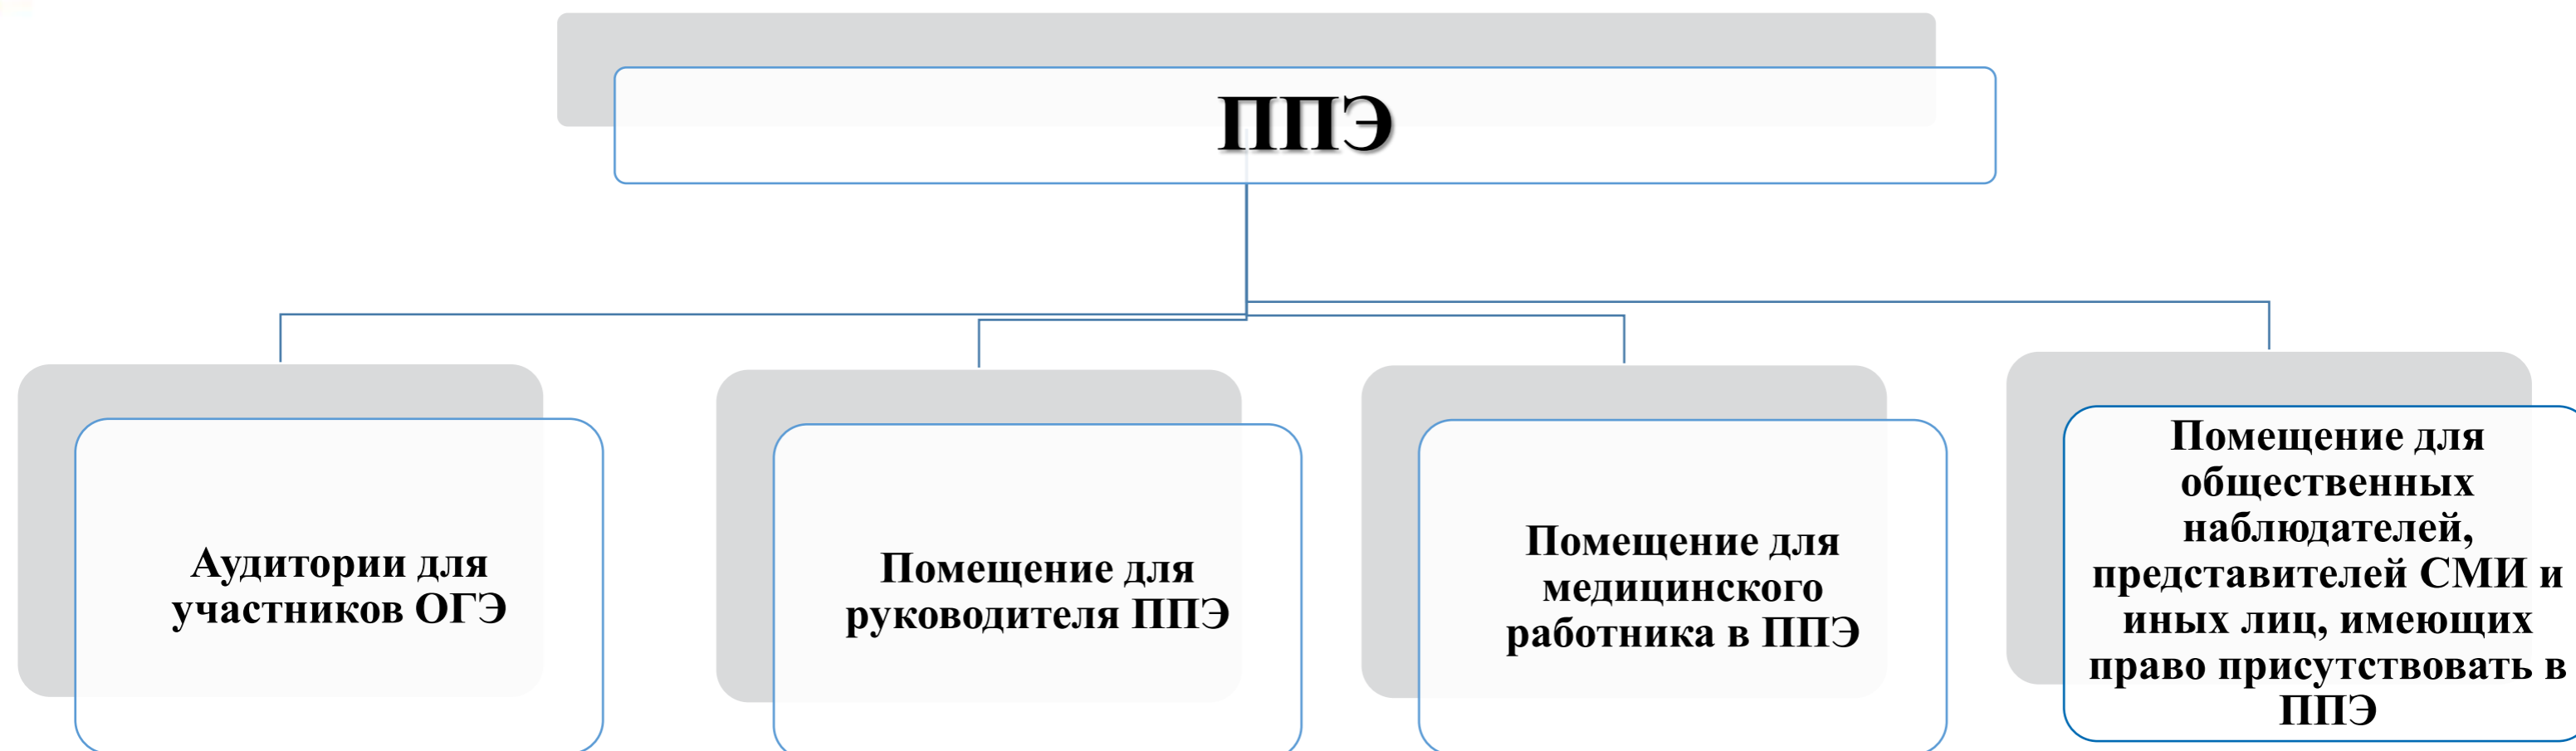 ППЭ
Аудитории для
участников ОГЭ
Помещение для
руководителя ППЭ
Помещение для
медицинского
работника в ППЭ
Помещение для
общественных
наблюдателей,
представителей СМИ и
иных лиц, имеющих
право присутствовать в
ППЭ